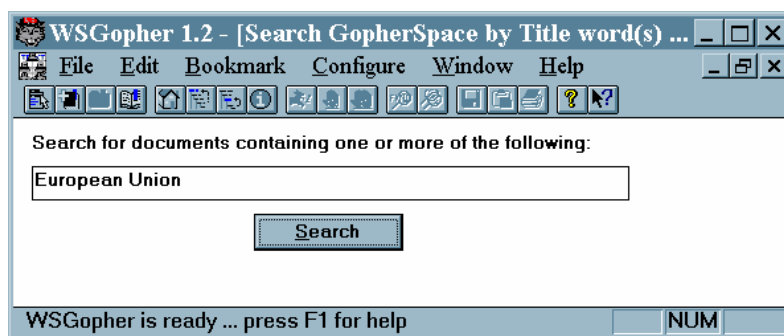 WSGopher 1.2 - [Search GopherSpace by Title word(s) ...
File Edit Bookmark Configure Window Help
Search for documents containing one or more of the following:
European Union
Search
WSGopher is ready ... press F1 for help NUM